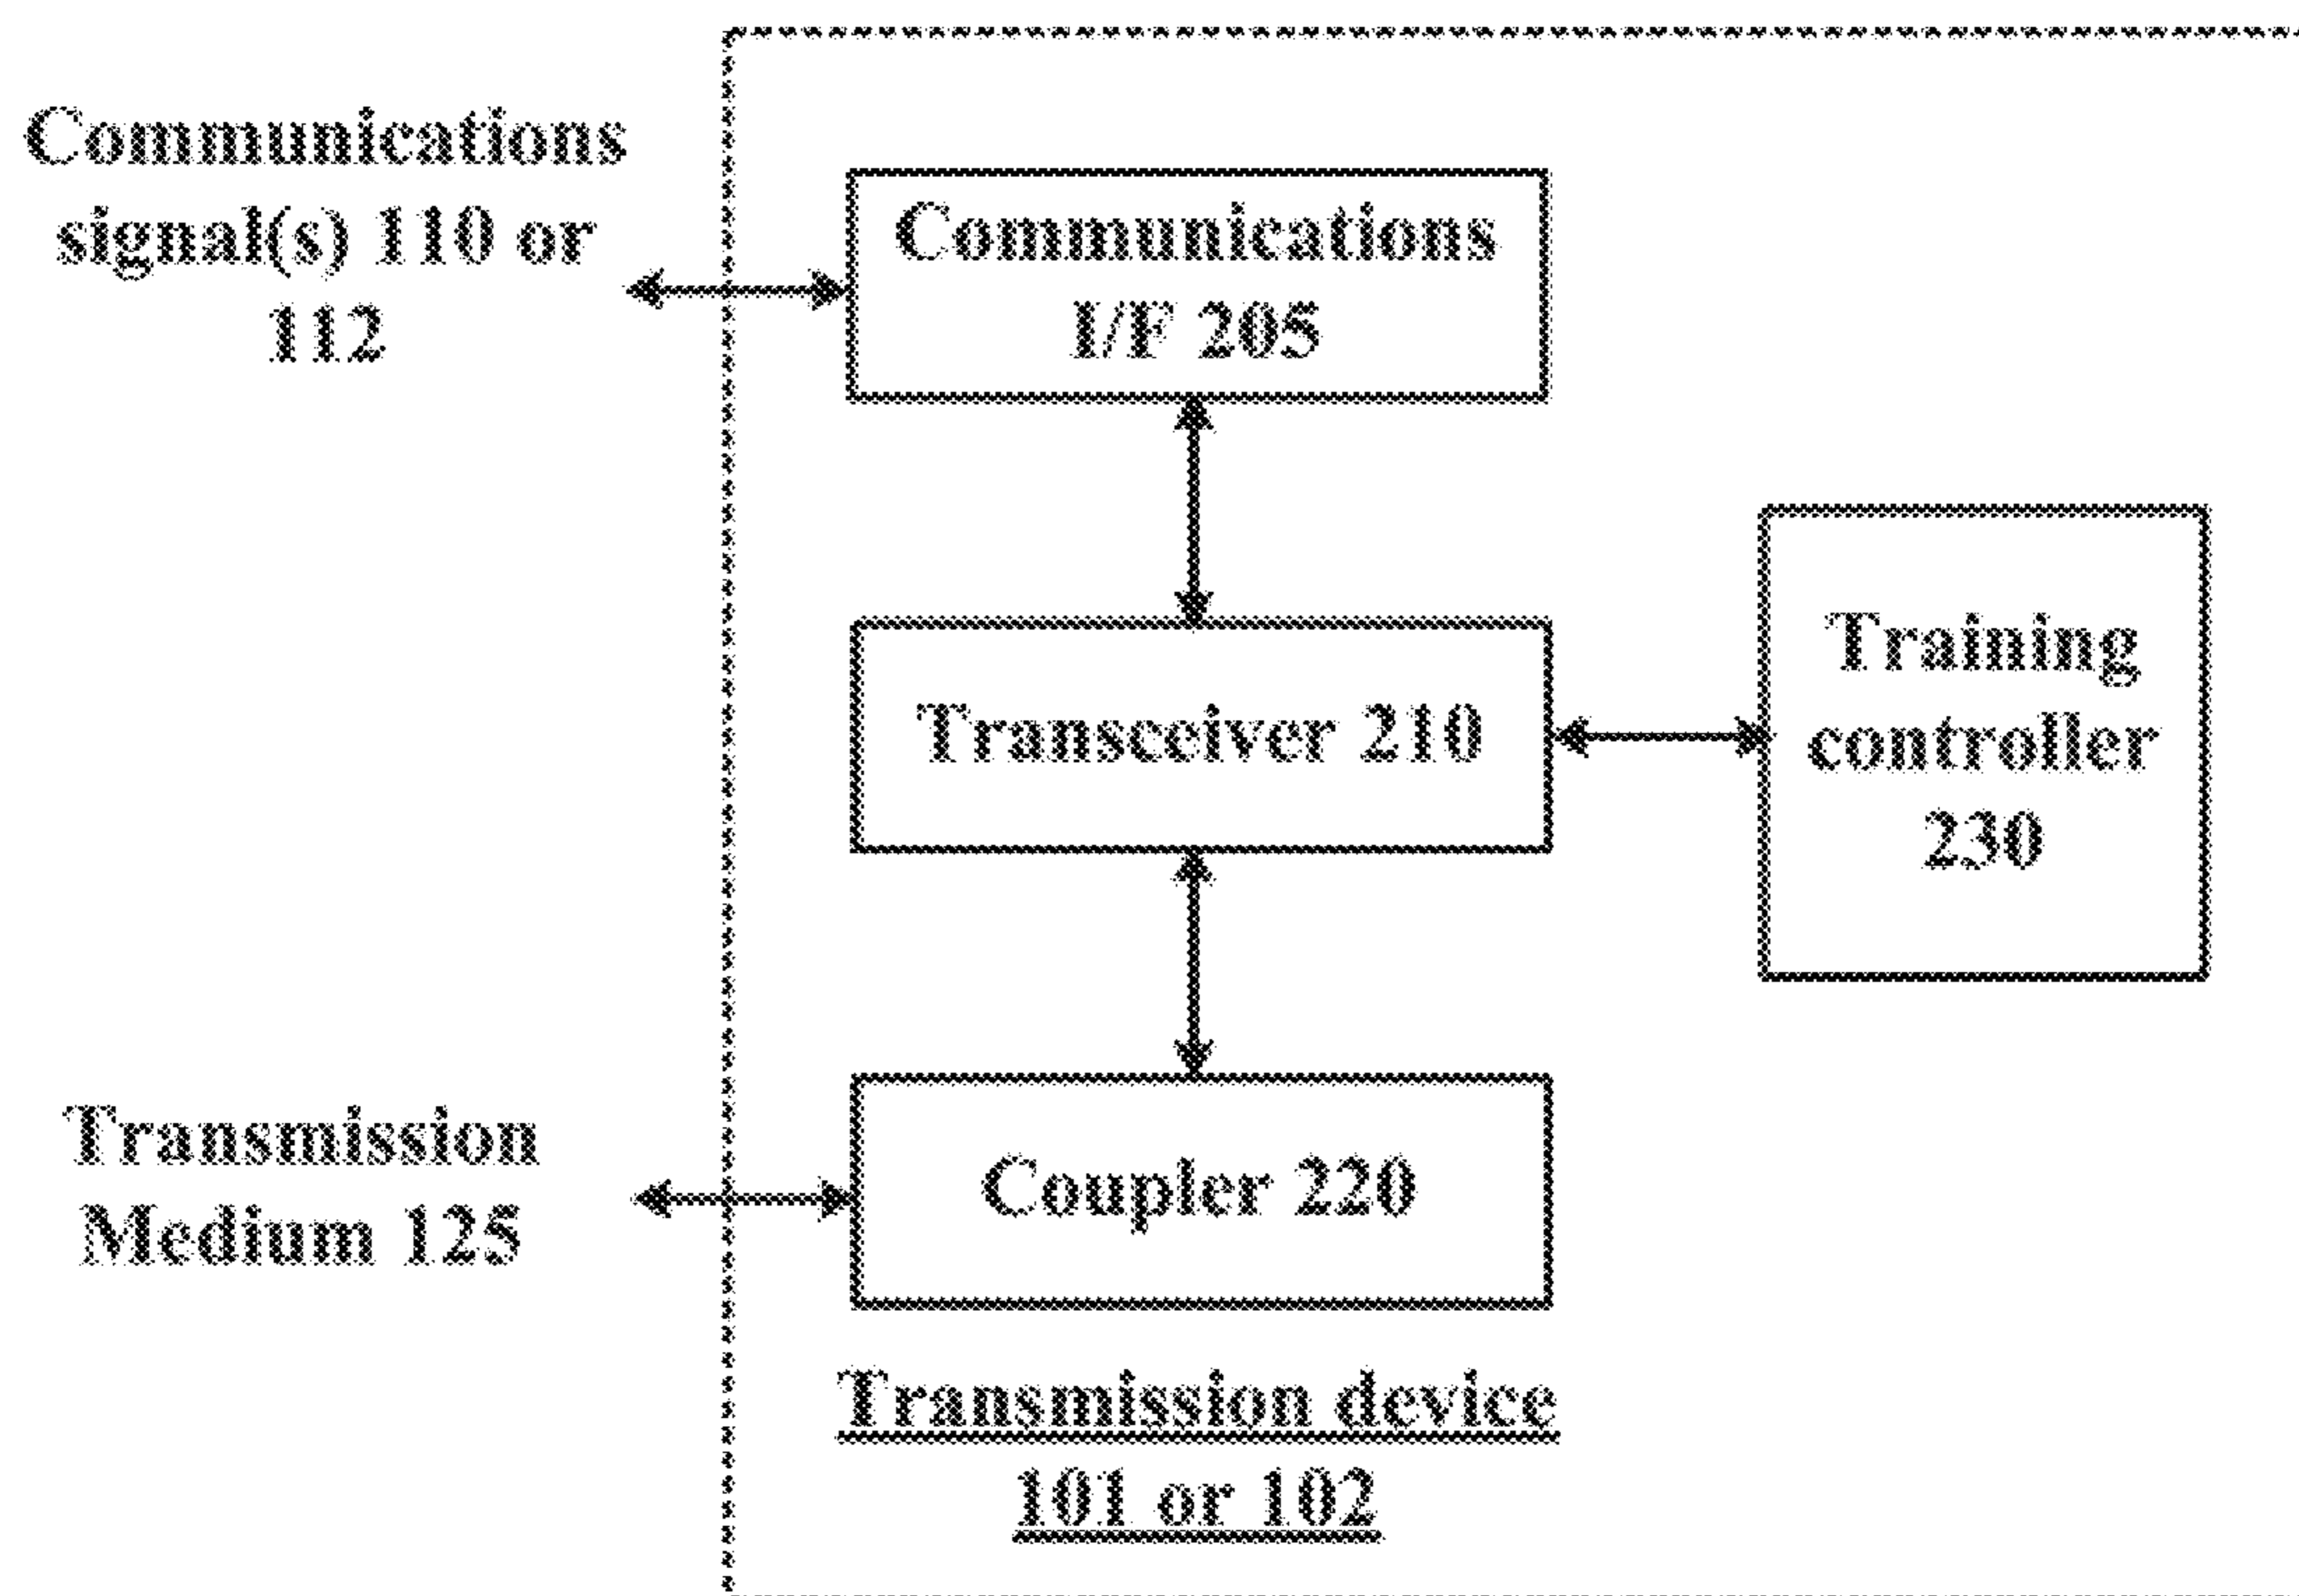 Communications
signal(s) 110 or
112
Communications
I/F 205
Transceiver 210
Training
controller
230
Transmission
Medium 125
Coupler 220
Transmission device
101 or 102